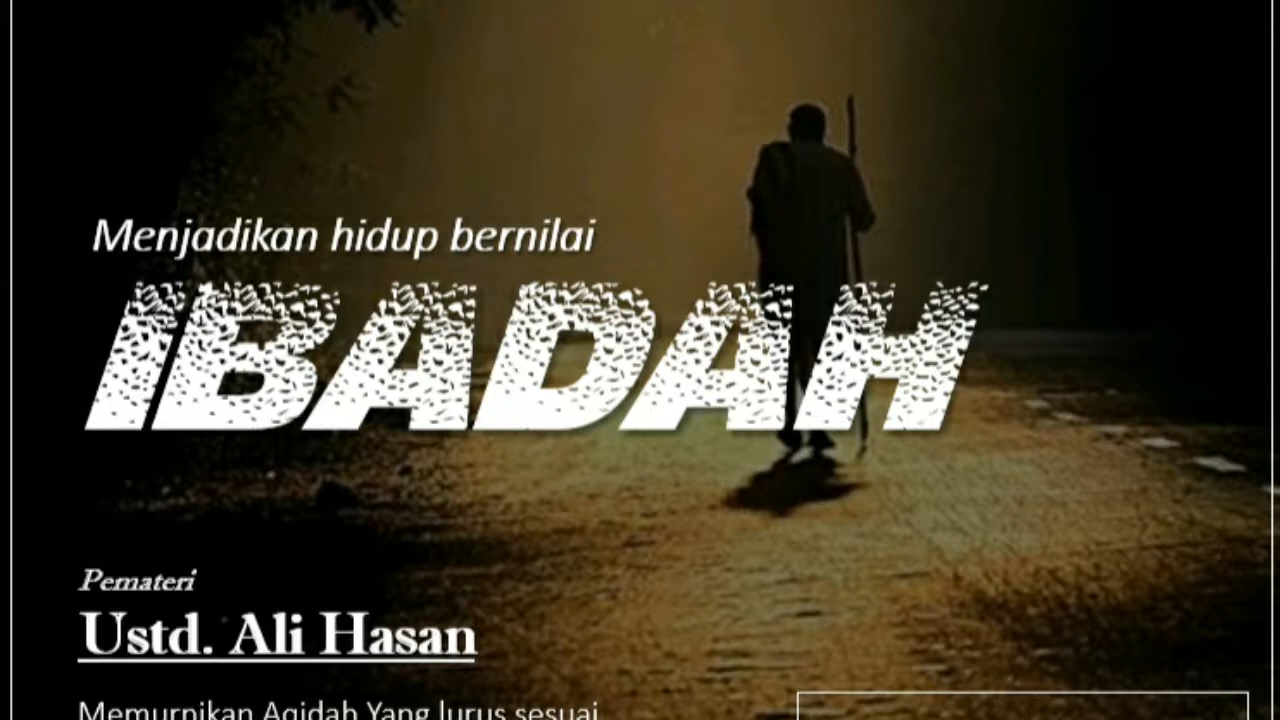 Menjadikan hidup bernilai
IBADAH
Pemateri
Ustd. Ali Hasan
Memurnikan Aqidah Yang lurus sesuai